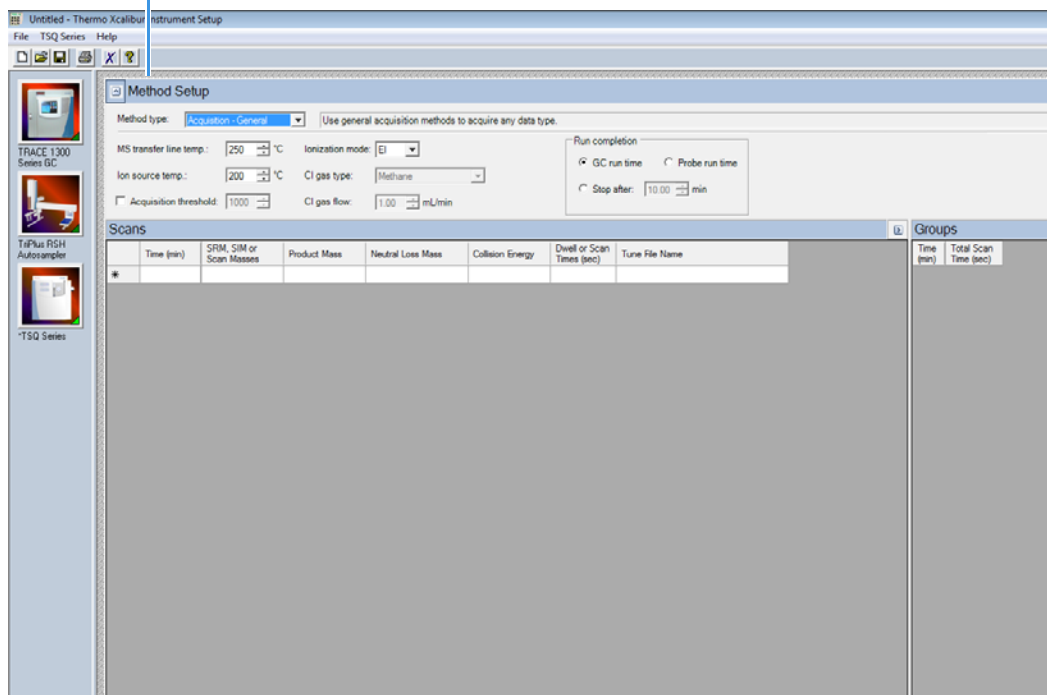 Untitled - Thermo Xcalibur Instrument Setup
File TSQ Series Help
Method Setup
Method type: Acquisition - General Use general acquisition methods to acquire any data type.
MS transfer line temp.: 250 °C Ionization mode: EI
Run completion
GC run time Probe run time
Ion source temp.: 200 °C CI gas type: Methane
Stop after: 10.00 min
Acquisition threshold: 1000 CI gas flow: 1.00 mL/min
TRACE 1300
Series GC
TriPlus RSH
Autosampler
*TSQ Series
Scans
Time (min)
SRM, SIM or
Scan Masses
Product Mass
Neutral Loss Mass
Collision Energy
Dwell or Scan
Times (sec)
Tune File Name
Groups
Time
(min)
Total Scan
Time (sec)